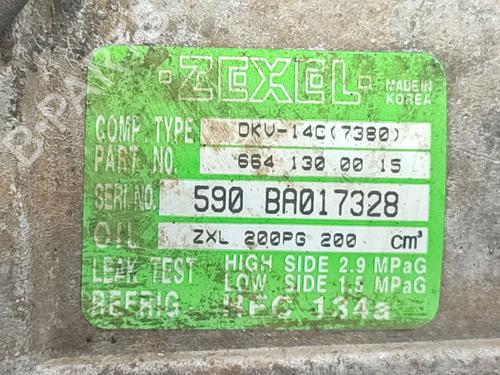 B-Parts
ZEXEL
MADE IN
KOREA
COMP. TYPE DKV-14G(7380)
PART NO. 664 130 00 15
SERI NO. 590 BA017328
OIL ZXL 200PG 200 cm³
LEAK TEST HIGH SIDE 2.9 MPaG
LOW SIDE 1.5 MPaG
REFRIG HFC 134a